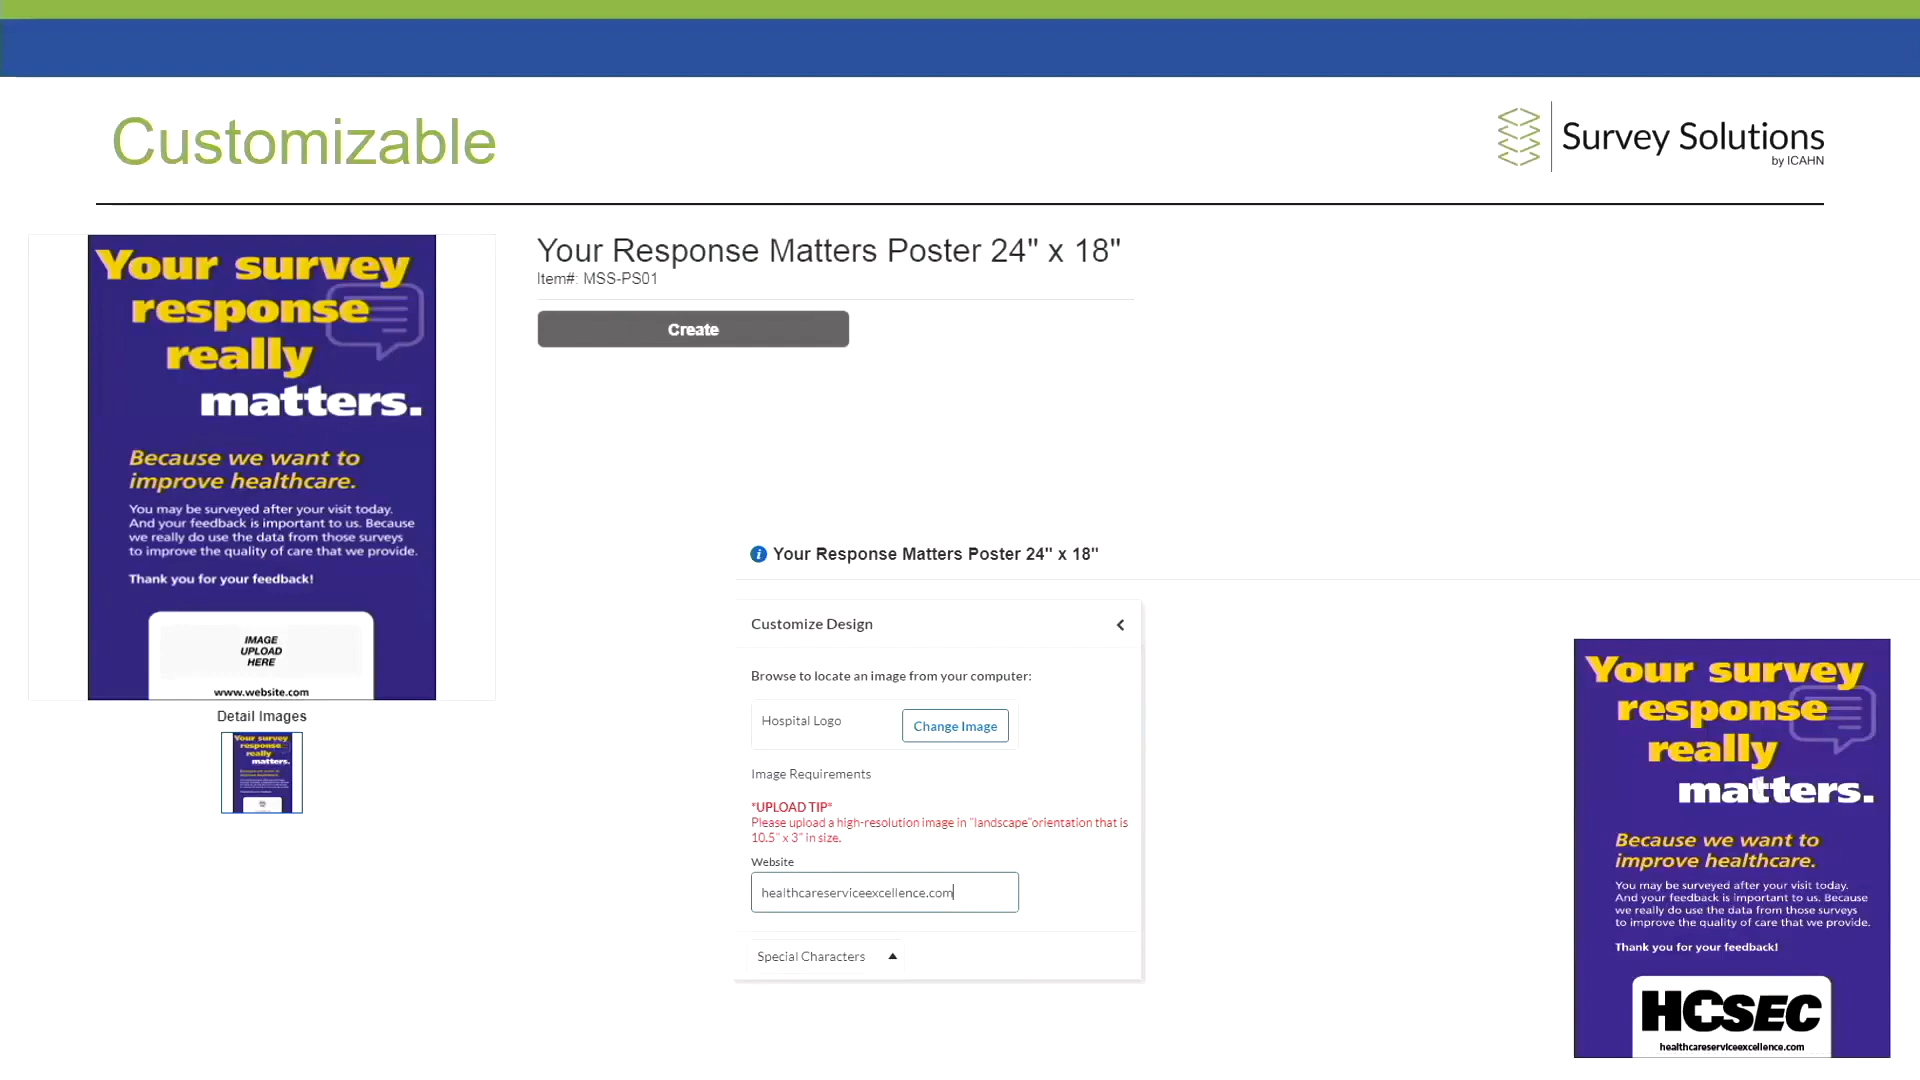 Customizable
Survey Solutions
by ICAHN
Your survey
response
really
matters.
Because we want to
improve healthcare.
You may be surveyed after your visit today.
And your feedback is important to us. Because
we really do use the data from those surveys
to improve the quality of care that we provide.
Thank you for your feedback!
IMAGE
UPLOAD
HERE
www.website.com
Detail Images
Your survey
response
really
matters.
Your Response Matters Poster 24" x 18"
Item#: MSS-PS01
Create
Your Response Matters Poster 24" x 18"
Customize Design
Browse to locate an image from your computer:
Hospital Logo
Change Image
Image Requirements
*UPLOAD TIP*
Please upload a high-resolution image in "landscape"orientation that is
10.5" x 3" in size.
Website
healthcareserviceexcellence.com
Special Characters
Your survey
response
really
matters.
Because we want to
improve healthcare.
You may be surveyed after your visit today.
And your feedback is important to us. Because
we really do use the data from those surveys
to improve the quality of care that we provide.
Thank you for your feedback!
HCSEC
healthcareserviceexcellence.com